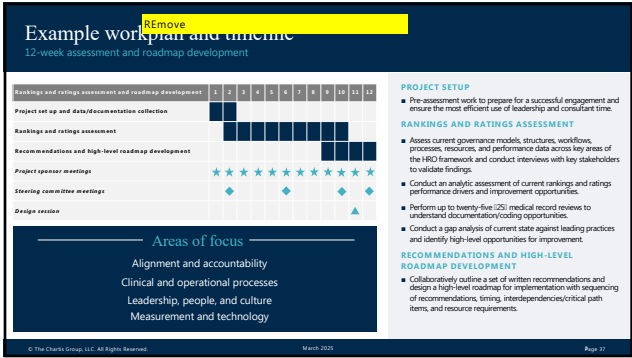 REmove
Example workplan and timeline
12-week assessment and roadmap development
Rankings and ratings assessment and roadmap development 1 2 3 4 5 6 7 8 9 10 11 12
Project set up and data/documentation collection
Rankings and ratings assessment
Recommendations and high-level roadmap development
Project sponsor meetings
Steering committee meetings
Design session
Areas of focus
Alignment and accountability
Clinical and operational processes
Leadership, people, and culture
Measurement and technology
PROJECT SETUP
■ Pre-assessment work to prepare for a successful engagement and
ensure the most efficient use of leadership and consultant time.
RANKINGS AND RATINGS ASSESSMENT
■ Assess current governance models, structures, workflows,
processes, resources, and performance data across key areas of
the HRO framework and conduct interviews with key stakeholders
to validate findings.
■ Conduct an analytic assessment of current rankings and ratings
performance drivers and improvement opportunities.
■ Perform up to twenty-five 25 medical record reviews to
understand documentation/coding opportunities.
■ Conduct a gap analysis of current state against leading practices
and identify high-level opportunities for improvement.
RECOMMENDATIONS AND HIGH-LEVEL
ROADMAP DEVELOPMENT
■ Collaboratively outline a set of written recommendations and
design a high-level roadmap for implementation with sequencing
of recommendations, timing, interdependencies/critical path
items, and resource requirements.
© The Chartis Group, LLC. All Rights Reserved.
March 2025
Page 37